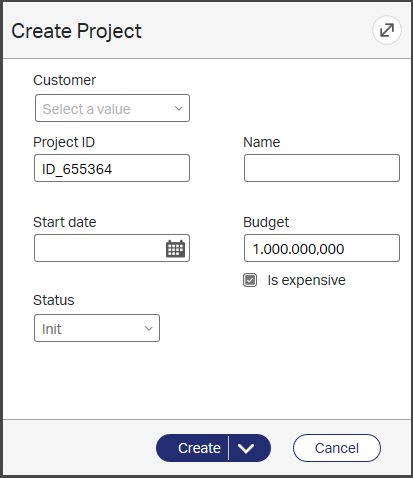 Create Project
Customer
Select a value
Project ID
Name
ID_655364
Start date
Budget
1.000.000,000
Is expensive
Status
Init
Create
Cancel